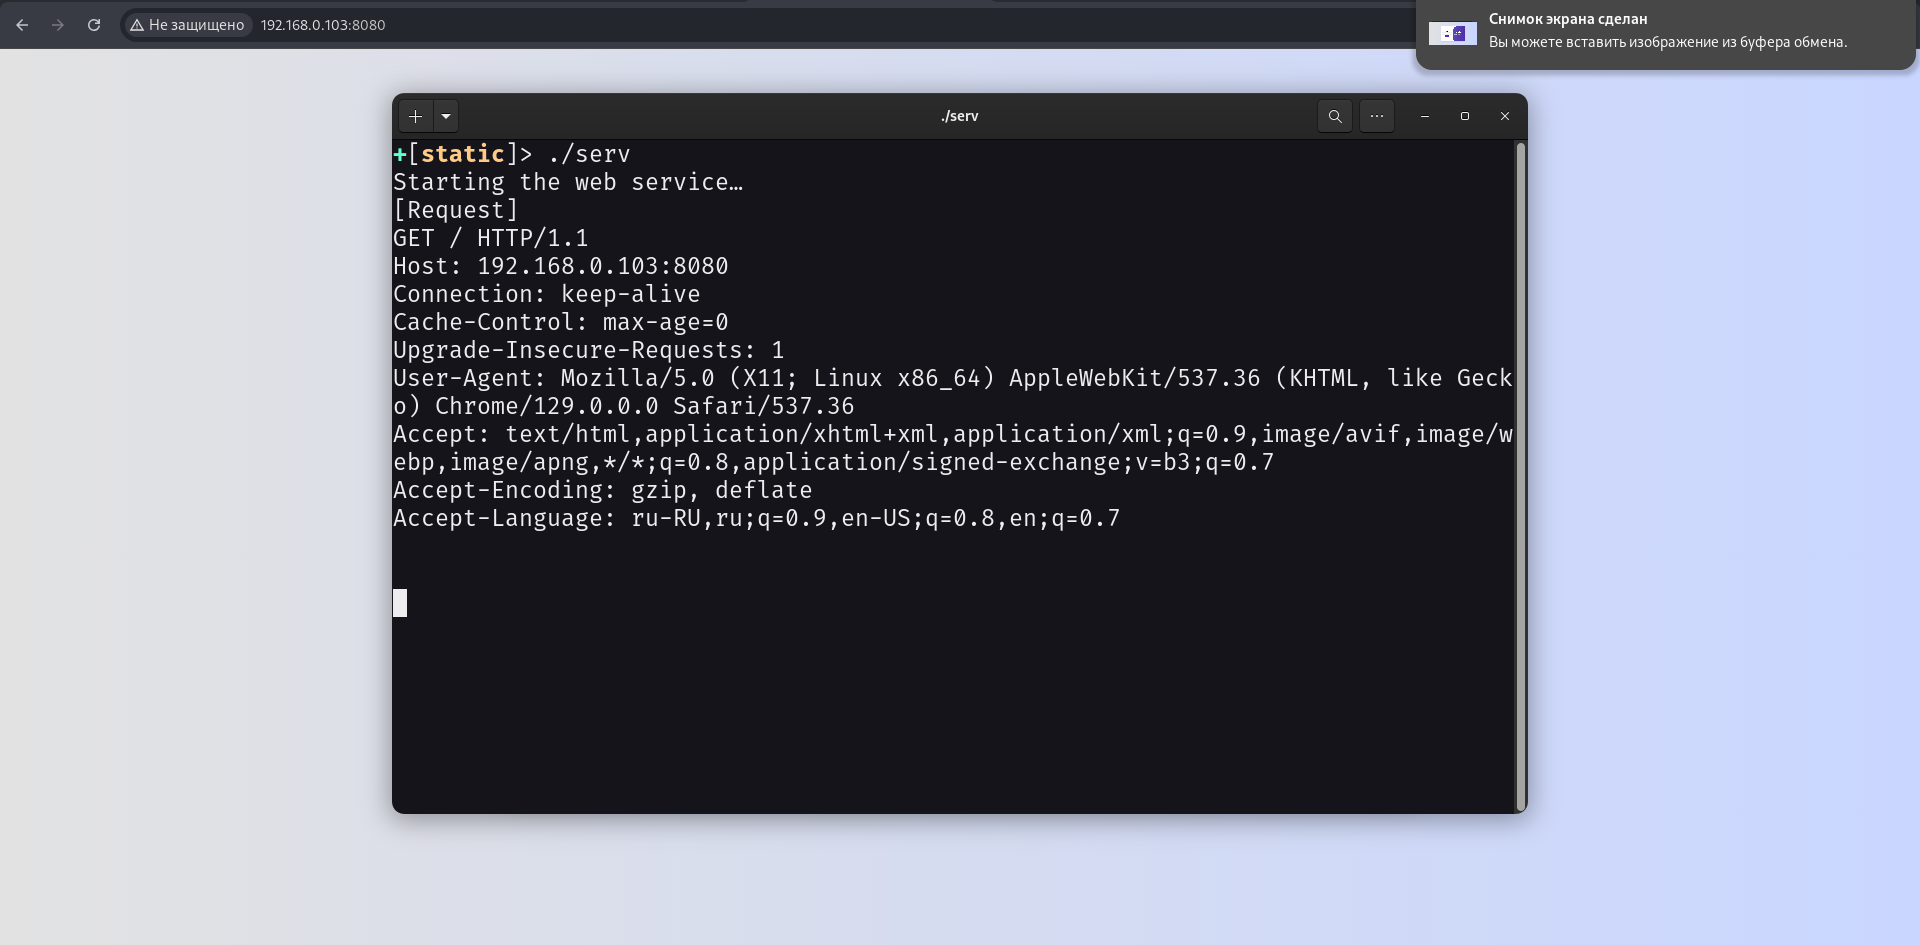 Не защищено 192.168.0.103:8080
Снимок экрана сделан
Вы можете вставить изображение из буфера обмена.
./serv
+[static]> ./serv
Starting the web service…
[Request]
GET / HTTP/1.1
Host: 192.168.0.103:8080
Connection: keep-alive
Cache-Control: max-age=0
Upgrade-Insecure-Requests: 1
User-Agent: Mozilla/5.0 (X11; Linux x86_64) AppleWebKit/537.36 (KHTML, like Geck
o) Chrome/129.0.0.0 Safari/537.36
Accept: text/html,application/xhtml+xml,application/xml;q=0.9,image/avif,image/w
ebp,image/apng,*/*;q=0.8,application/signed-exchange;v=b3;q=0.7
Accept-Encoding: gzip, deflate
Accept-Language: ru-RU,ru;q=0.9,en-US;q=0.8,en;q=0.7